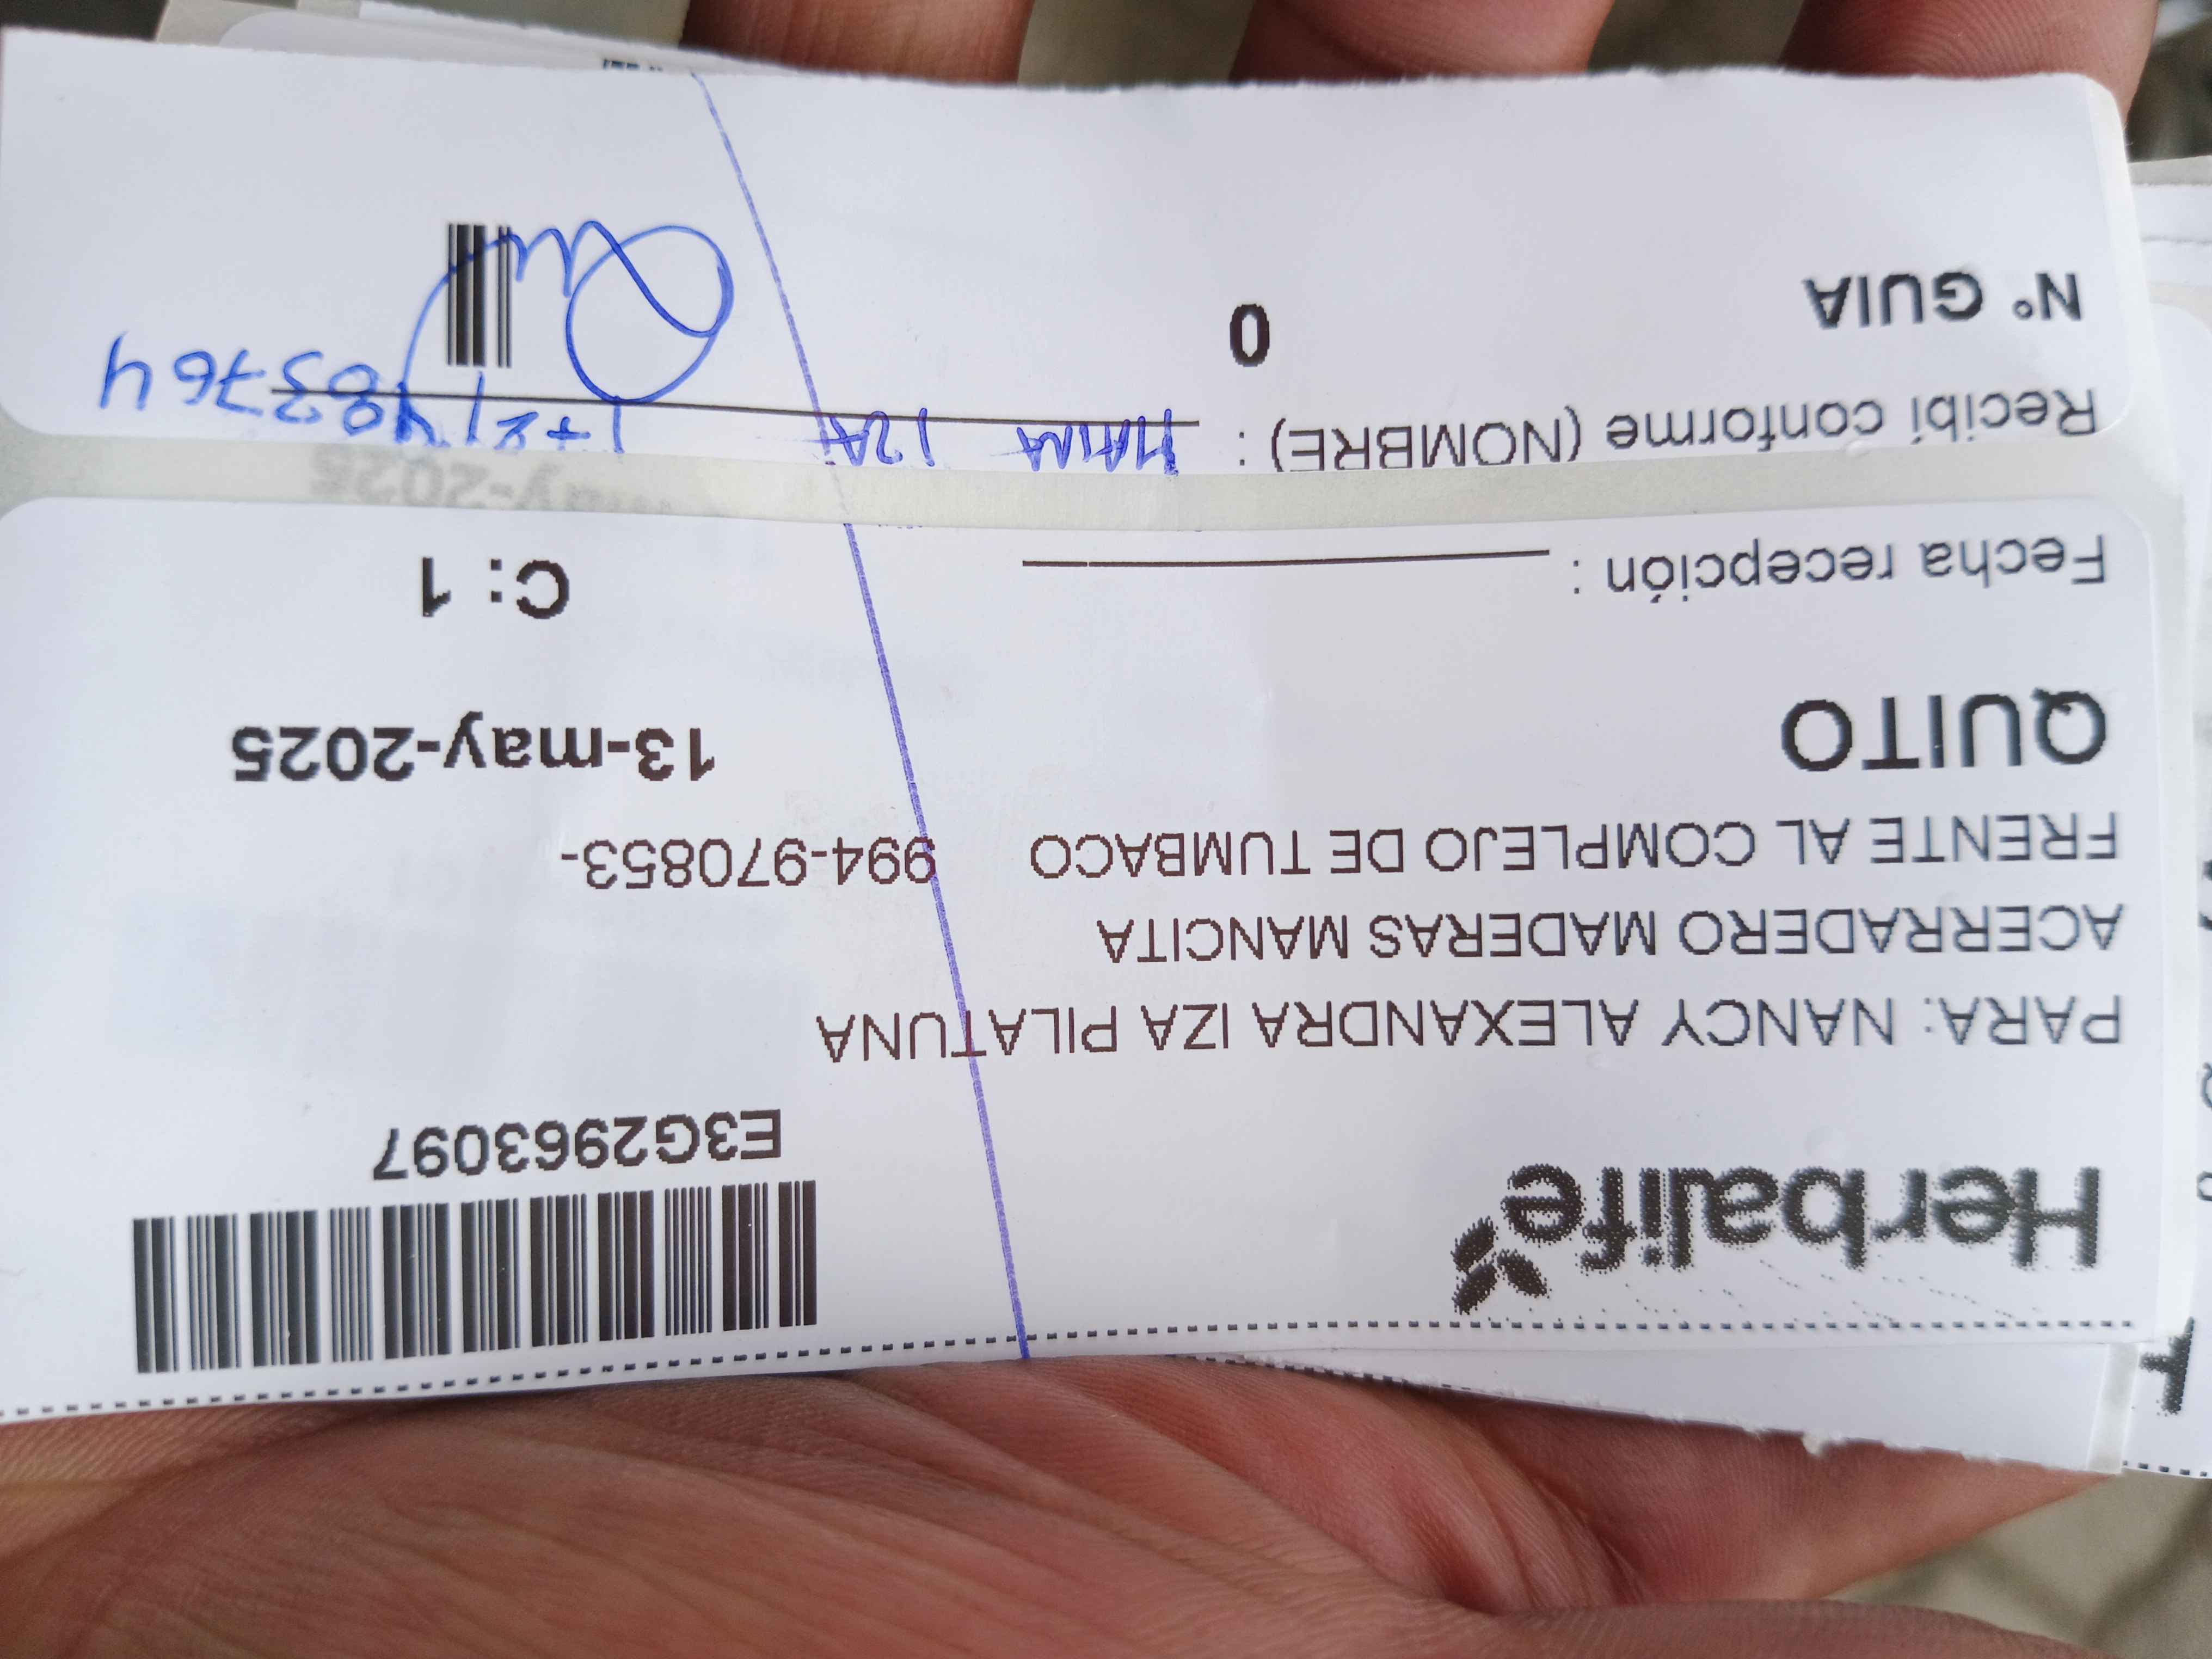 Herbalife
E3G2963097
PARA: NANCY ALEXANDRA IZA PILATUNA
ACERRADERO MADERAS MANCITA
FRENTE AL COMPLEJO DE TUMBACO 994-970853-
QUITO 13-may-2025
Fecha recepción : C: 1
Recibí conforme (NOMBRE) : IZA
N° GUIA 0